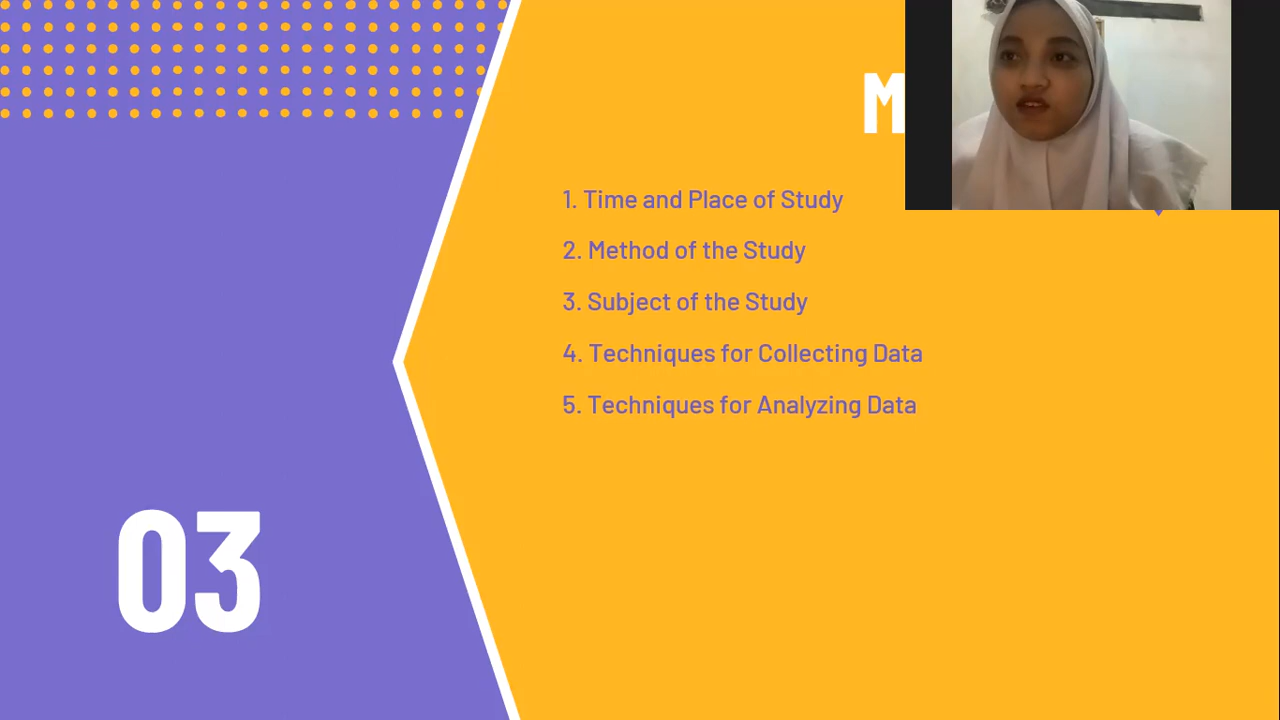 1. Time and Place of Study
2. Method of the Study
3. Subject of the Study
4. Techniques for Collecting Data
5. Techniques for Analyzing Data
03